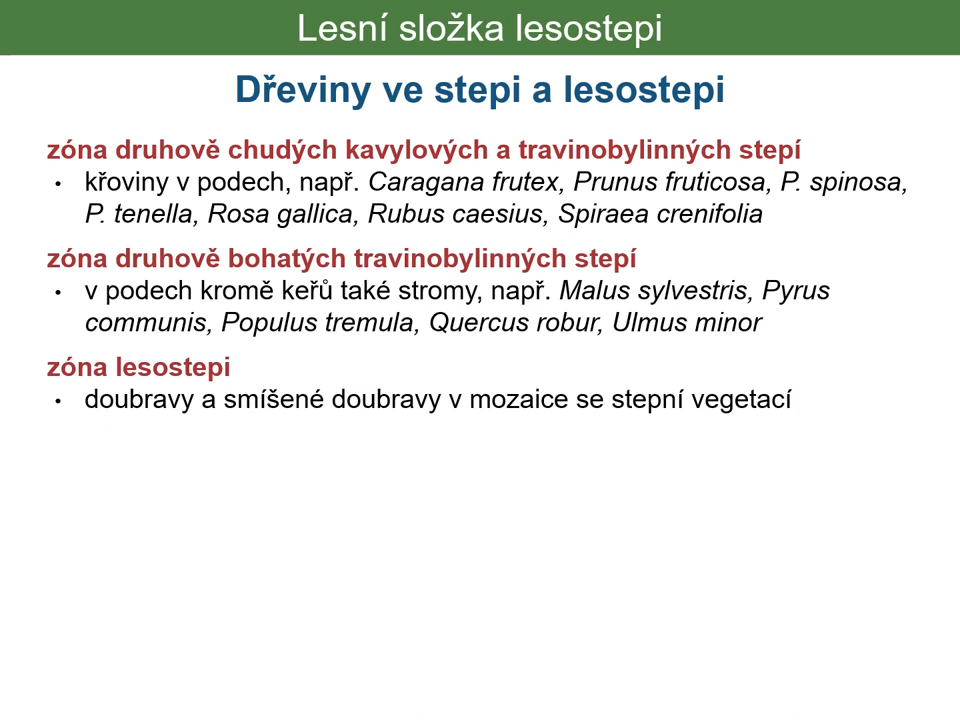 Lesní složka lesostepi
Dřeviny ve stepi a lesostepi
zóna druhově chudých kavylových a travinobylinných stepí
• křoviny v podech, např. Caragana frutex, Prunus fruticosa, P. spinosa,
P. tenella, Rosa gallica, Rubus caesius, Spiraea crenifolia
zóna druhově bohatých travinobylinných stepí
• v podech kromě keřů také stromy, např. Malus sylvestris, Pyrus
communis, Populus tremula, Quercus robur, Ulmus minor
zóna lesostepi
• doubravy a smíšené doubravy v mozaice se stepní vegetací